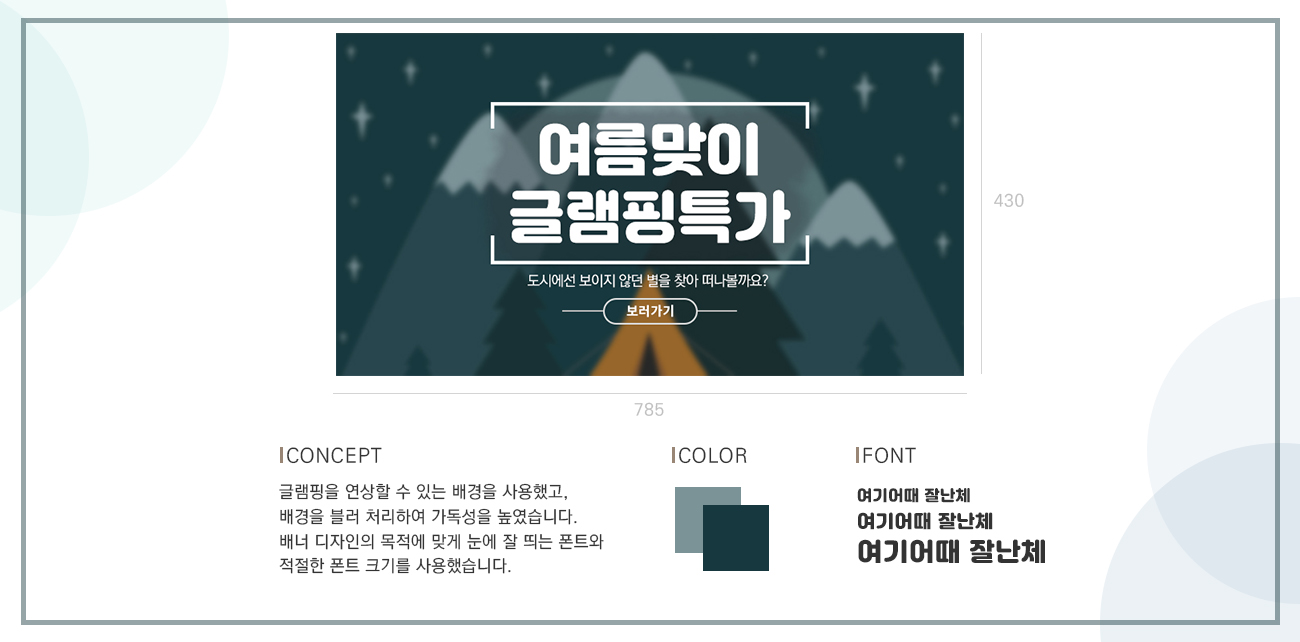 여름맞이
글램핑특가
도시에선 보이지 않던 별을 찾아 떠나볼까요?
보러가기
430
785
CONCEPT
글램핑을 연상할 수 있는 배경을 사용했고,
배경을 블러 처리하여 가독성을 높였습니다.
배너 디자인의 목적에 맞게 눈에 잘 띄는 폰트와
적절한 폰트 크기를 사용했습니다.
COLOR
FONT
여기어때 잘난체
여기어때 잘난체
여기어때 잘난체